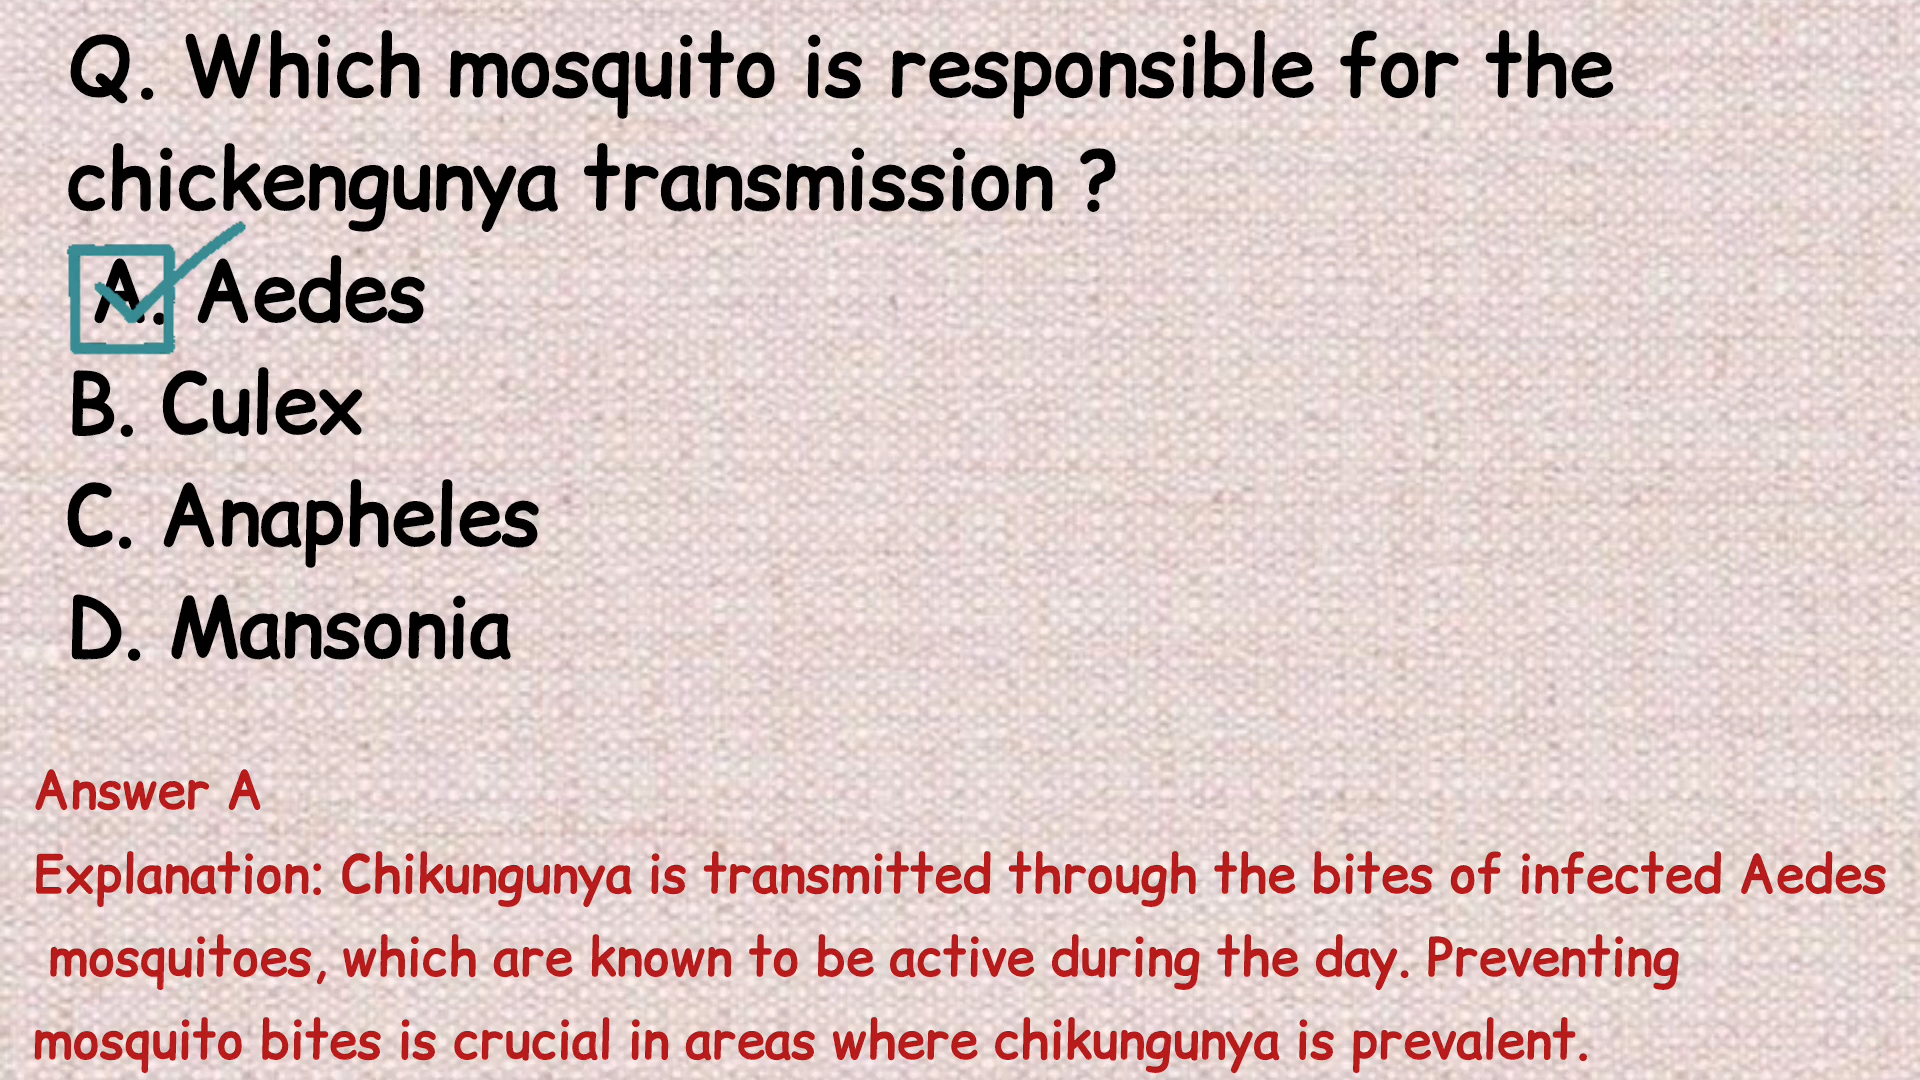 Q. Which mosquito is responsible for the
chickengunya transmission ?
A. Aedes
B. Culex
C. Anapheles
D. Mansonia
Answer A
Explanation: Chikungunya is transmitted through the bites of infected Aedes
mosquitoes, which are known to be active during the day. Preventing
mosquito bites is crucial in areas where chikungunya is prevalent.